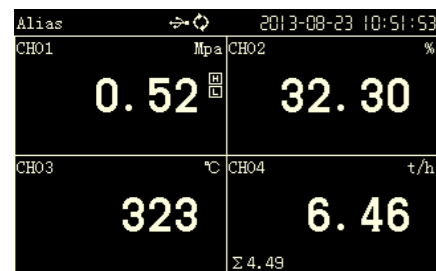 Alias 2013-08-23 10:51:53
CH01 Mpa CH02 %
0.52 H L 32.30
CH03 ℃ CH04 t/h
323 6.46
Σ4.49